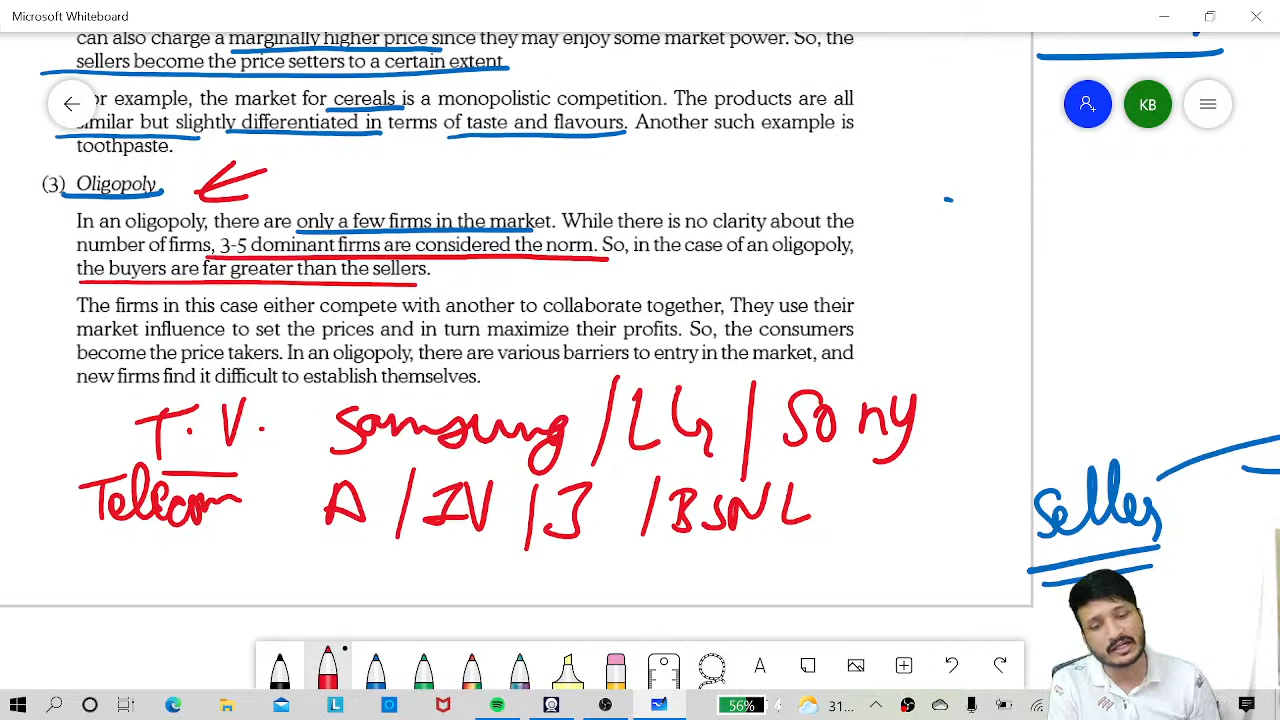 Microsoft Whiteboard
can also charge a marginally higher price since they may enjoy some market power. So, the
sellers become the price setters to a certain extent
or example, the market for cereals is a monopolistic competition. The products are all
similar but slightly differentiated in terms of taste and flavours. Another such example is
toothpaste.
KB
(3) Oligopoly
In an oligopoly, there are only a few firms in the market. While there is no clarity about the
number of firms, 3-5 dominant firms are considered the norm. So, in the case of an oligopoly,
the buyers are far greater than the sellers.
The firms in this case either compete with another to collaborate together, They use their
market influence to set the prices and in turn maximize their profits. So, the consumers
become the price takers. In an oligopoly, there are various barriers to entry in the market, and
new firms find it difficult to establish themselves.
T.V. Samsung / LG / Sony
Telecom A / IV / J / BSNL
seller
A
56%
31...